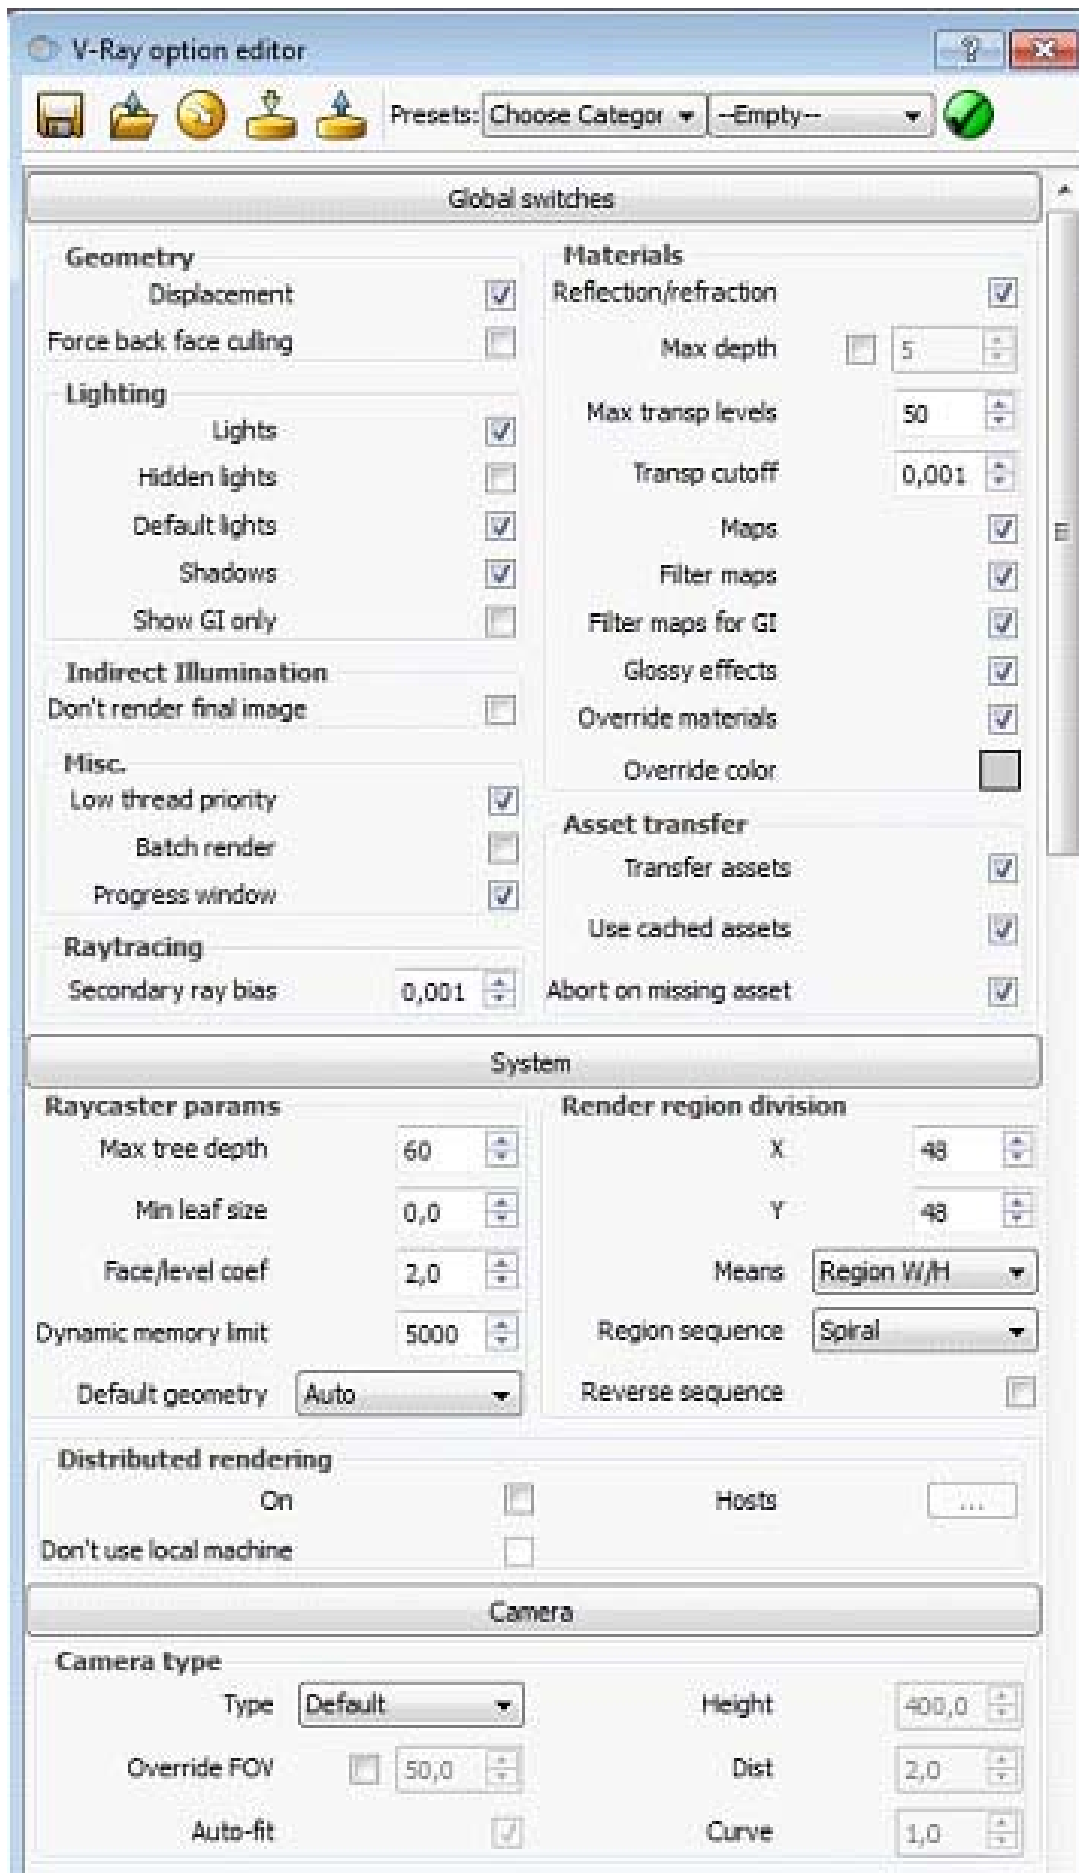 V-Ray option editor
Presets: Choose Categor --Empty--
Global switches
Geometry
Displacement
Force back face culling
Lighting
Lights
Hidden lights
Default lights
Shadows
Show GI only
Indirect Illumination
Don't render final image
Misc.
Low thread priority
Batch render
Progress window
Raytracing
Secondary ray bias 0,001
Materials
Reflection/refraction
Max depth 5
Max transp levels 50
Transp cutoff 0,001
Maps
Filter maps
Filter maps for GI
Glossy effects
Override materials
Override color
Asset transfer
Transfer assets
Use cached assets
Abort on missing asset
System
Raycaster params
Max tree depth 60
Min leaf size 0,0
Face/level coef 2,0
Dynamic memory limit 5000
Default geometry Auto
Render region division
X 48
Y 48
Means Region W/H
Region sequence Spiral
Reverse sequence
Distributed rendering
On
Hosts ...
Don't use local machine
Camera
Camera type
Type Default
Override FOV 50,0
Auto-fit
Height 400,0
Dist 2,0
Curve 1,0